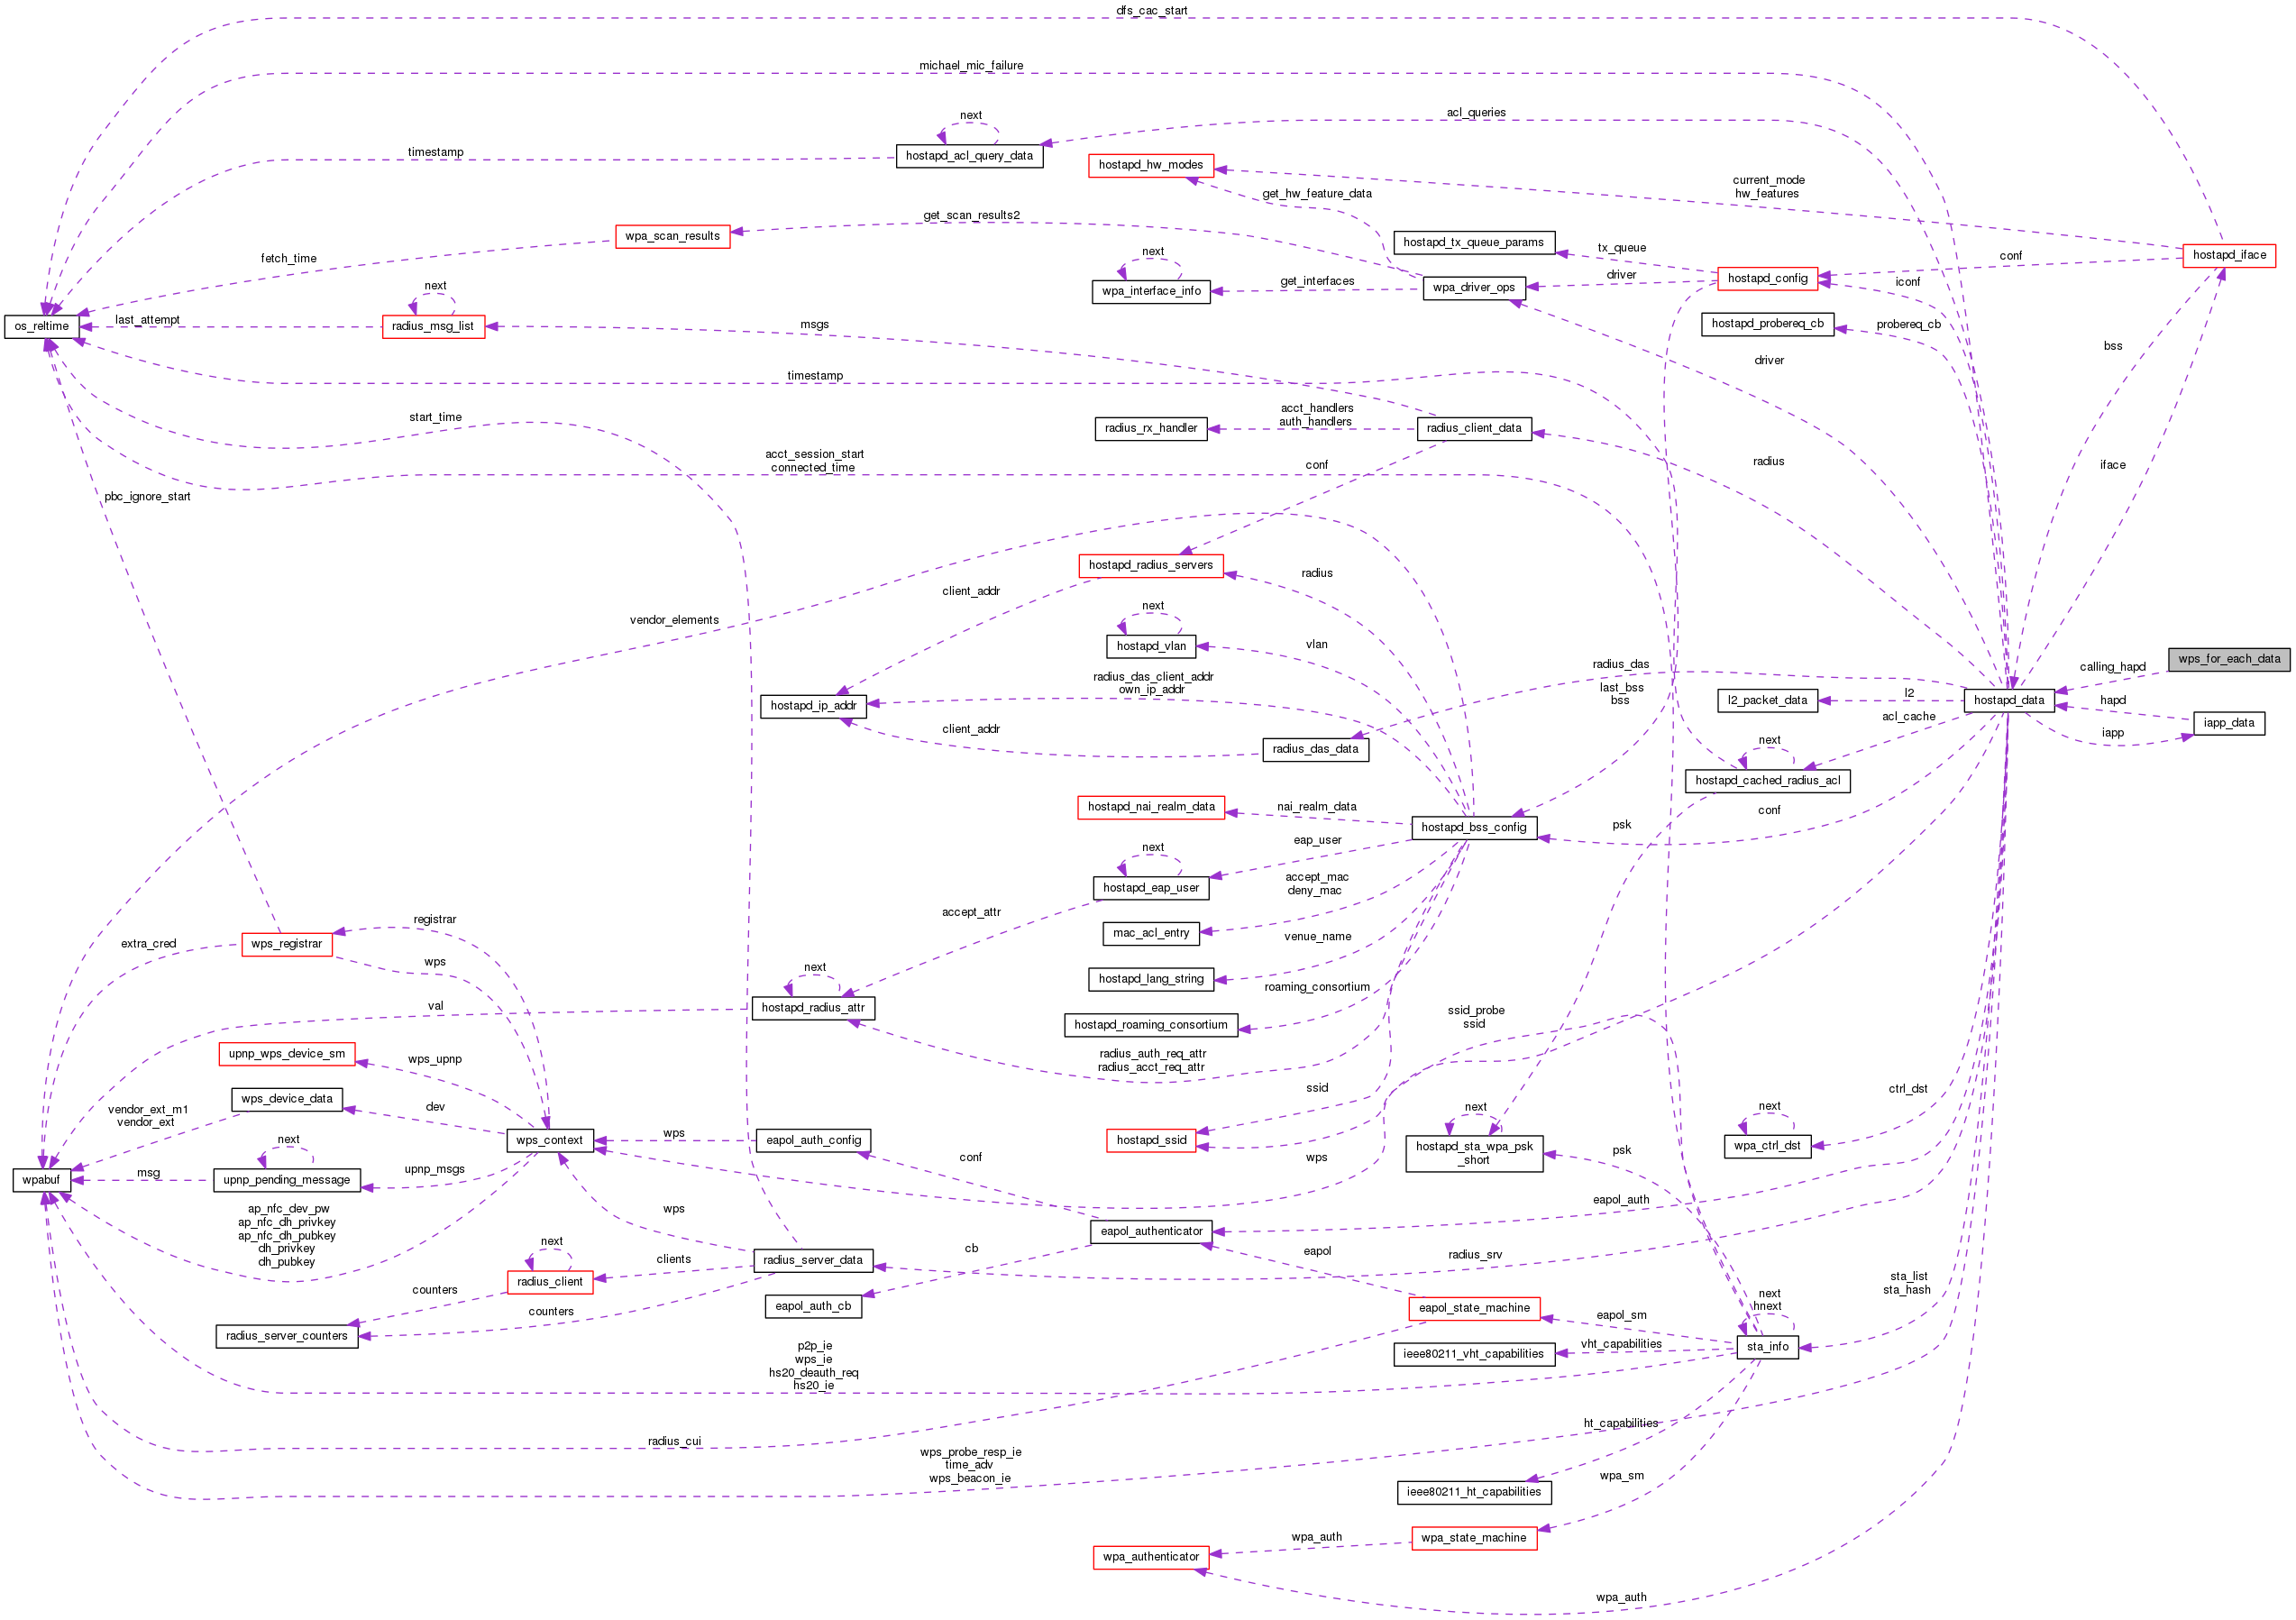 dfs_cac_start
michael_mic_failure
acl_queries
next
timestamp
hostapd_acl_query_data
hostapd_hw_modes
current_mode
hw_features
get_hw_feature_data
get_scan_results2
wpa_scan_results
hostapd_tx_queue_params
tx_queue
conf
hostapd_iface
fetch_time
next
driver
hostapd_config
iconf
wpa_interface_info
get_interfaces
wpa_driver_ops
next
os_reltime
last_attempt
radius_msg_list
msgs
hostapd_probereq_cb
probereq_cb
bss
driver
timestamp
start_time
acct_handlers
auth_handlers
radius_rx_handler
radius_client_data
acct_session_start
connected_time
conf
radius
iface
pbc_ignore_start
hostapd_radius_servers
radius
client_addr
next
vendor_elements
hostapd_vlan
vlan
wps_for_each_data
calling_hapd
radius_das
radius_das_client_addr
own_ip_addr
hostapd_ip_addr
last_bss
bss
l2_packet_data
l2
hostapd_data
hapd
iapp_data
acl_cache
iapp
client_addr
radius_das_data
next
hostapd_cached_radius_acl
hostapd_nai_realm_data
nai_realm_data
hostapd_bss_config
psk
conf
eap_user
next
hostapd_eap_user
accept_mac
deny_mac
registrar
accept_attr
mac_acl_entry
venue_name
extra_cred
wps_registrar
wps
next
hostapd_lang_string
roaming_consortium
val
hostapd_radius_attr
hostapd_roaming_consortium
ssid_probe
ssid
upnp_wps_device_sm
wps_upnp
radius_auth_req_attr
radius_acct_req_attr
ssid
ctrl_dst
wps_device_data
dev
vendor_ext_m1
vendor_ext
next
next
next
wps_context
wps
eapol_auth_config
hostapd_ssid
hostapd_sta_wpa_psk
_short
wpa_ctrl_dst
psk
wpabuf
msg
upnp_pending_message
upnp_msgs
conf
wps
ap_nfc_dev_pw
ap_nfc_dh_privkey
ap_nfc_dh_pubkey
dh_privkey
dh_pubkey
wps
eapol_auth
eapol_authenticator
next
cb
eapol
radius_srv
clients
radius_server_data
radius_client
counters
counters
eapol_auth_cb
eapol_state_machine
eapol_sm
sta_list
sta_hash
next
hnext
radius_server_counters
sta_info
p2p_ie
wps_ie
hs20_deauth_req
hs20_ie
ieee80211_vht_capabilities
vht_capabilities
radius_cui
ht_capabilities
wps_probe_resp_ie
time_adv
wps_beacon_ie
ieee80211_ht_capabilities
wpa_sm
wpa_auth
wpa_state_machine
wpa_authenticator
wpa_auth